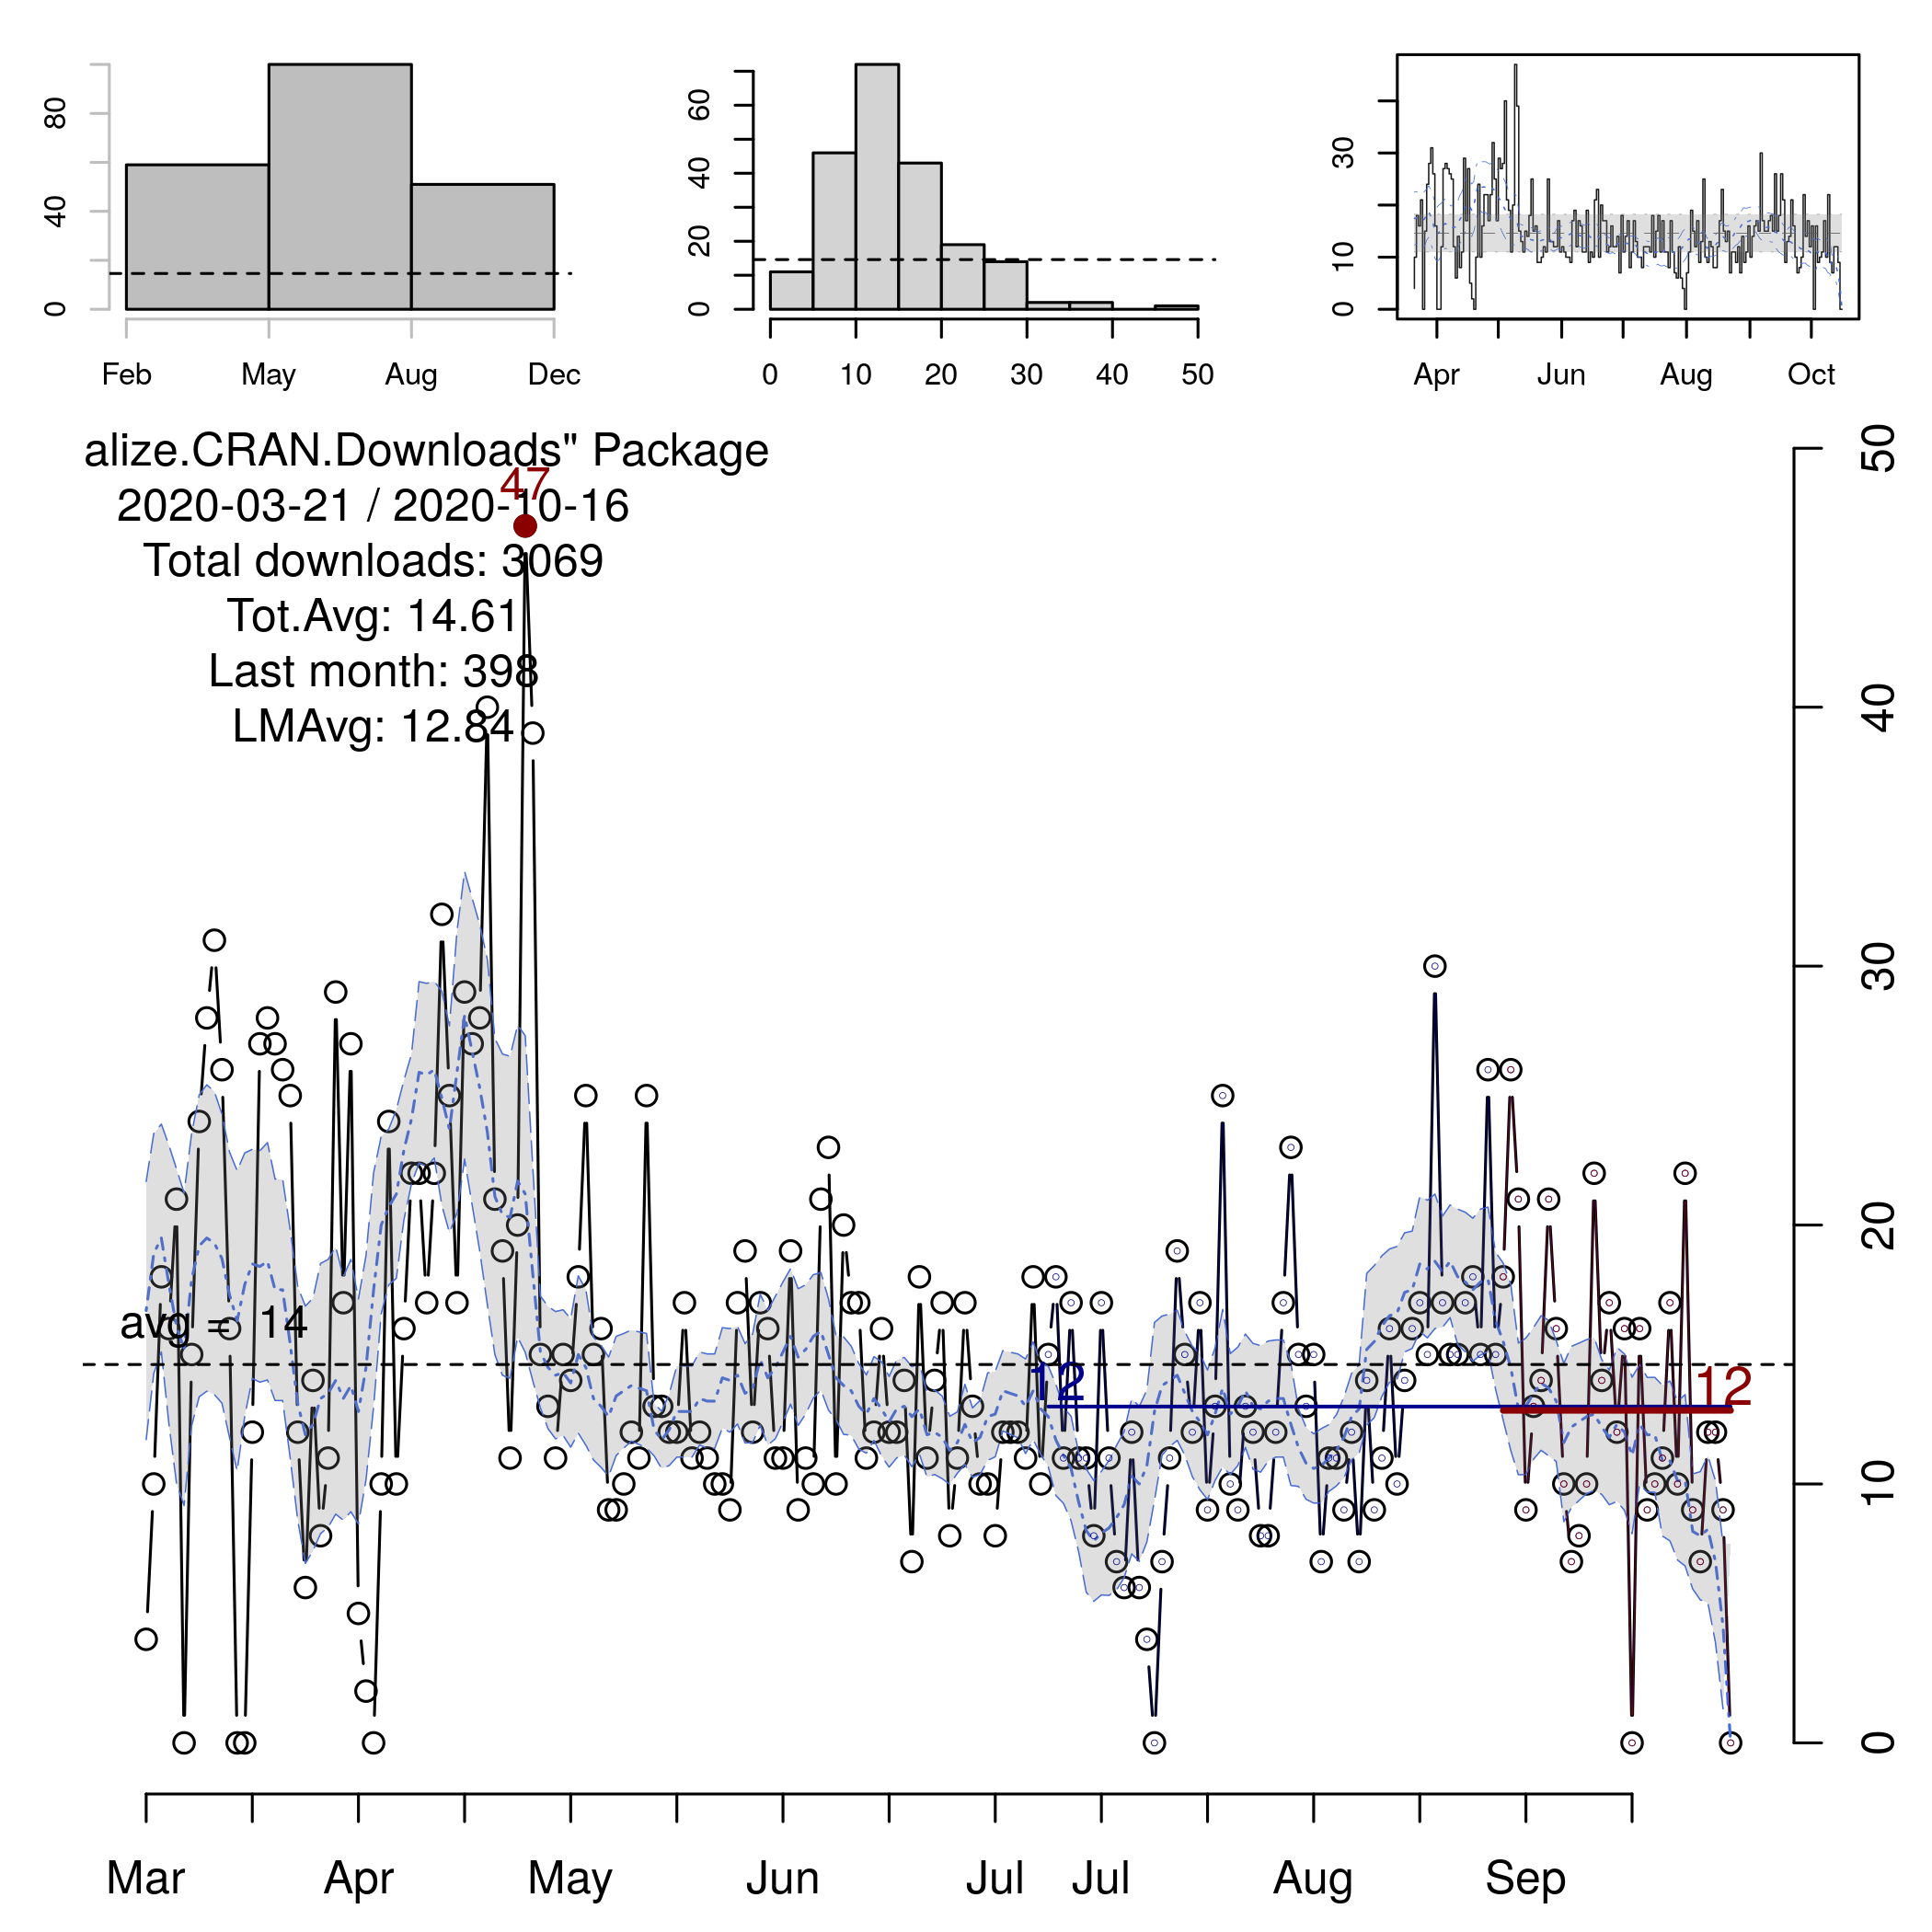 0 40 80
Feb May Aug Dec
0 20 40 60
0 10 20 30 40 50
0 10 30
Apr Jun Aug Oct
alize.CRAN.Downloads" Package
2020-03-21 / 2020-10-16
Total downloads: 3069
Tot.Avg: 14.61
Last month: 398
LMAvg: 12.84
47
avg = 14
12
12
0 10 20 30 40 50
Mar Apr May Jun Jul Jul Aug Sep